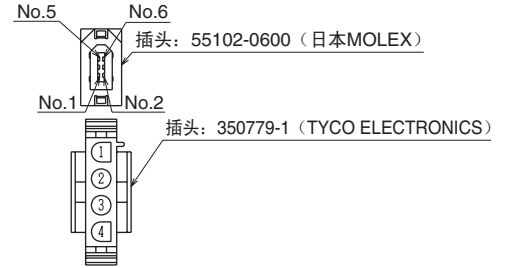 No.5 No.6
插头：55102-0600（日本MOLEX）
No.1 No.2
插头：350779-1（TYCO ELECTRONICS）
1
2
3
4